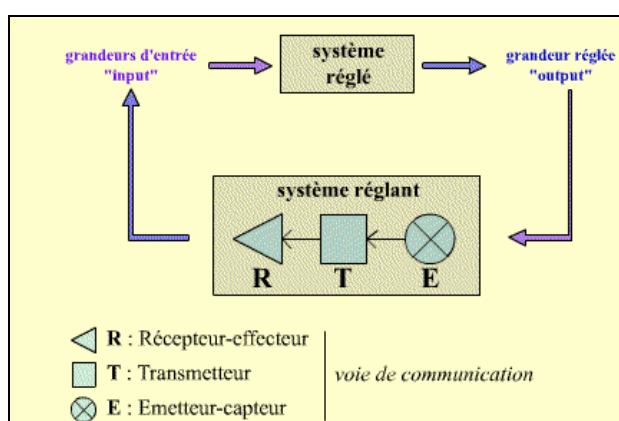 grandeurs d'entrée
"input"
système
réglé
grandeur réglée
"output"
système réglant
R T E
R : Récepteur-effecteur
T : Transmetteur
voie de communication
E : Emetteur-capteur